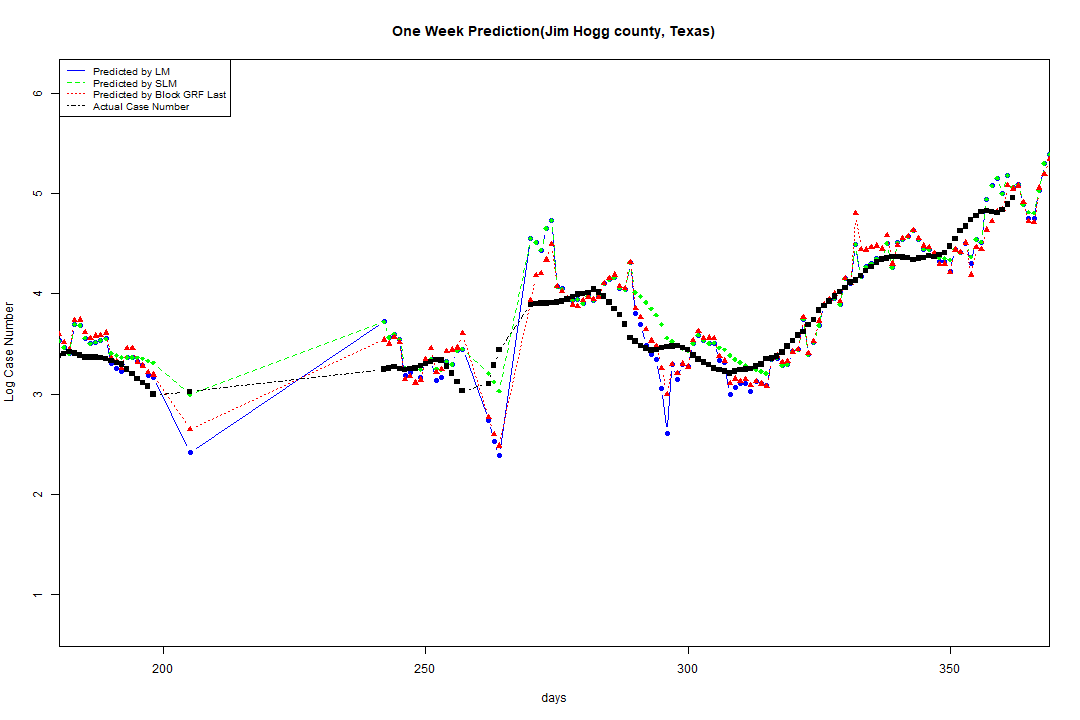 One Week Prediction(Jim Hogg county, Texas)
Predicted by LM
Predicted by SLM
Predicted by Block GRF Last
Actual Case Number
6
5
4
3
2
1
Log Case Number
200
250
300
350
days